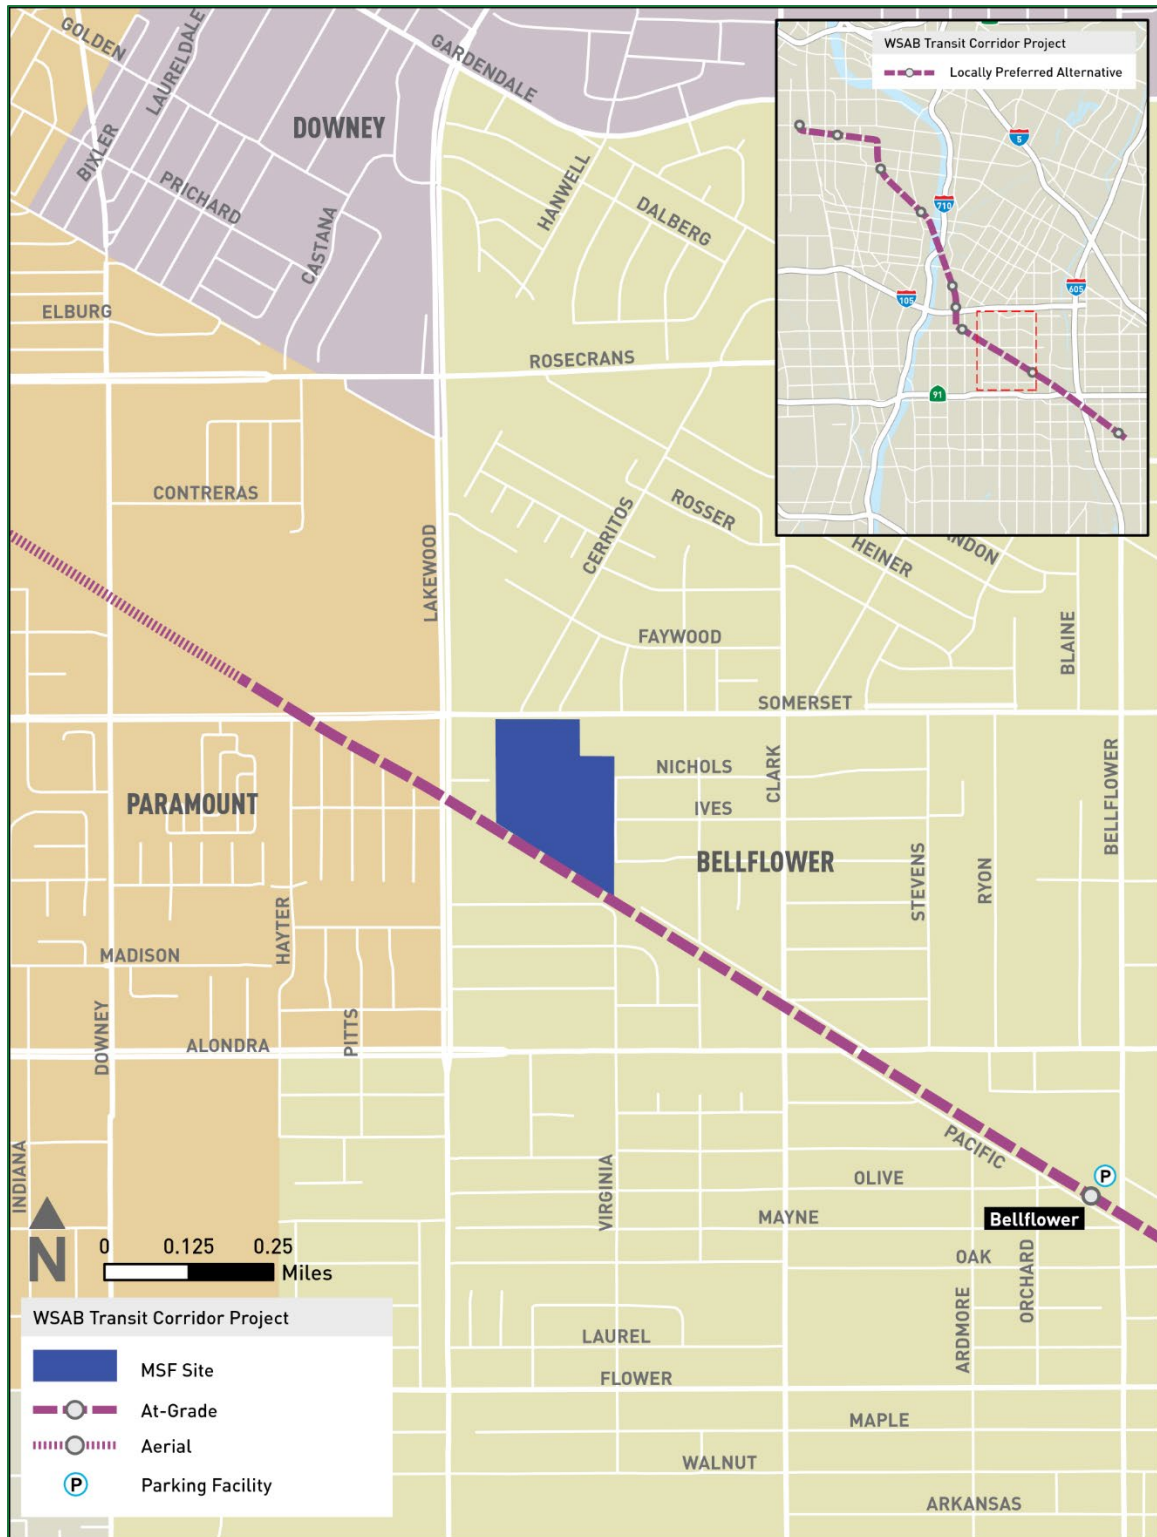 GOLDEN
LAURELDALE
GARDENDALE
DOWNEY
BIXLER
PRICHARD
CASTANA
HANWELL
DALBERG
ELBURG
ROSECRANS
WSAB Transit Corridor Project
Locally Preferred Alternative
5
710
105
605
91
CONTRERAS
LAKEWOOD
CERRITOS
ROSSER
HEINER
NDON
FAYWOOD
BLAINE
SOMERSET
NICHOLS
CLARK
IVES
BELLFLOWER
PARAMOUNT
BELLFLOWER
STEVENS
RYON
HAYTER
MADISON
DOWNEY
PITTS
ALONDRA
INDIANA
VIRGINIA
PACIFIC
OLIVE
P
MAYNE
Bellflower
OAK
ORCHARD
ARDMORE
N
0 0.125 0.25
Miles
LAUREL
FLOWER
MAPLE
WALNUT
ARKANSAS
WSAB Transit Corridor Project
MSF Site
At-Grade
Aerial
P Parking Facility